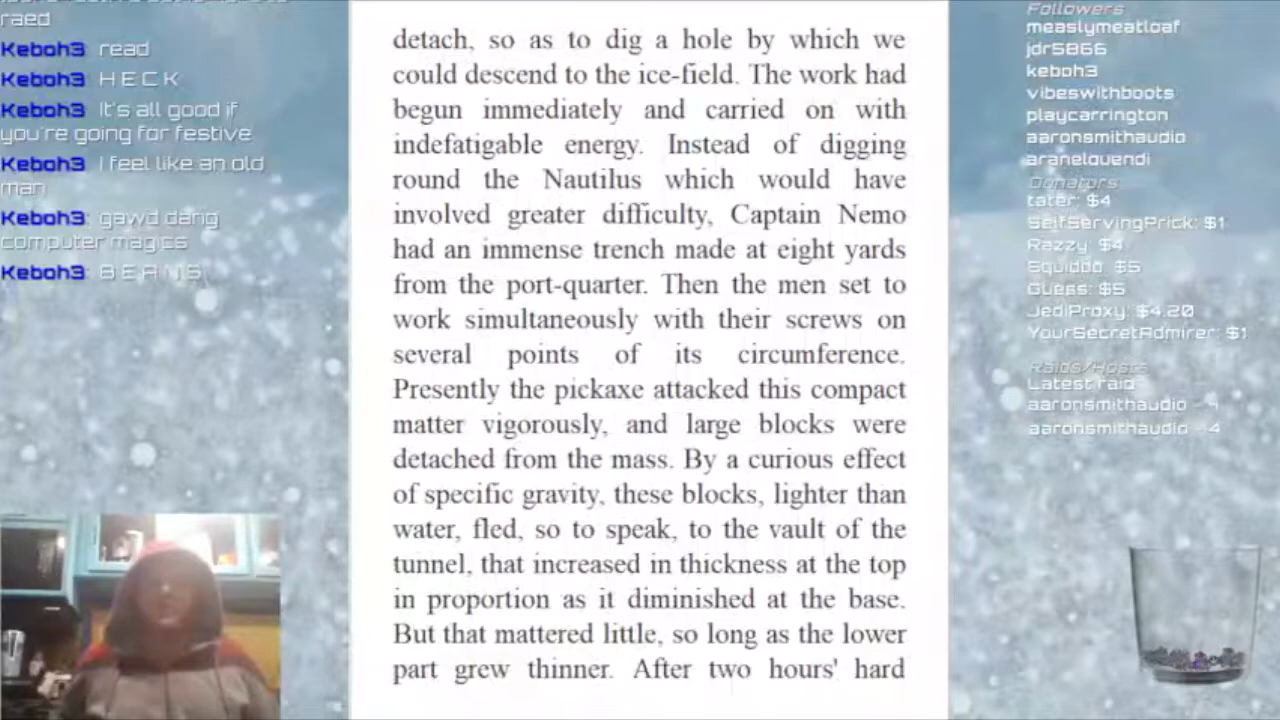 raed
Keboh3: read
Keboh3: H E C K
Keboh3: It's all good if
you're going for festive
Keboh3: I feel like an old
man
Keboh3: gawd dang
computer magics
Keboh3: B E A N S
detach, so as to dig a hole by which we
could descend to the ice-field. The work had
begun immediately and carried on with
indefatigable energy. Instead of digging
round the Nautilus which would have
involved greater difficulty, Captain Nemo
had an immense trench made at eight yards
from the port-quarter. Then the men set to
work simultaneously with their screws on
several points of its circumference.
Presently the pickaxe attacked this compact
matter vigorously, and large blocks were
detached from the mass. By a curious effect
of specific gravity, these blocks, lighter than
water, fled, so to speak, to the vault of the
tunnel, that increased in thickness at the top
in proportion as it diminished at the base.
But that mattered little, so long as the lower
part grew thinner. After two hours' hard
Followers
measlymeatloaf
jdr5866
keboh3
vibeswithboots
playcarrington
aaronsmithaudio
aranelauendi
Donators
tater: $4
SelfServingPrick: $1
Razzy: $4
Squidoo: $5
Guess: $5
JediProxy: $4.20
YourSecretAdmirer: $1
Raids/Hosts
Latest raid
aaronsmithaudio - 4
aaronsmithaudio - 4